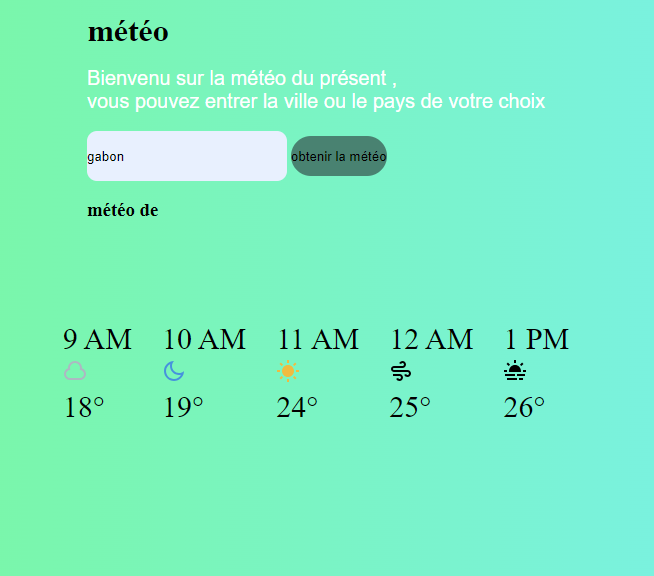 météo
Bienvenu sur la météo du présent ,
vous pouvez entrer la ville ou le pays de votre choix
gabon obtenir la météo
météo de
9 AM 10 AM 11 AM 12 AM 1 PM
18° 19° 24° 25° 26°